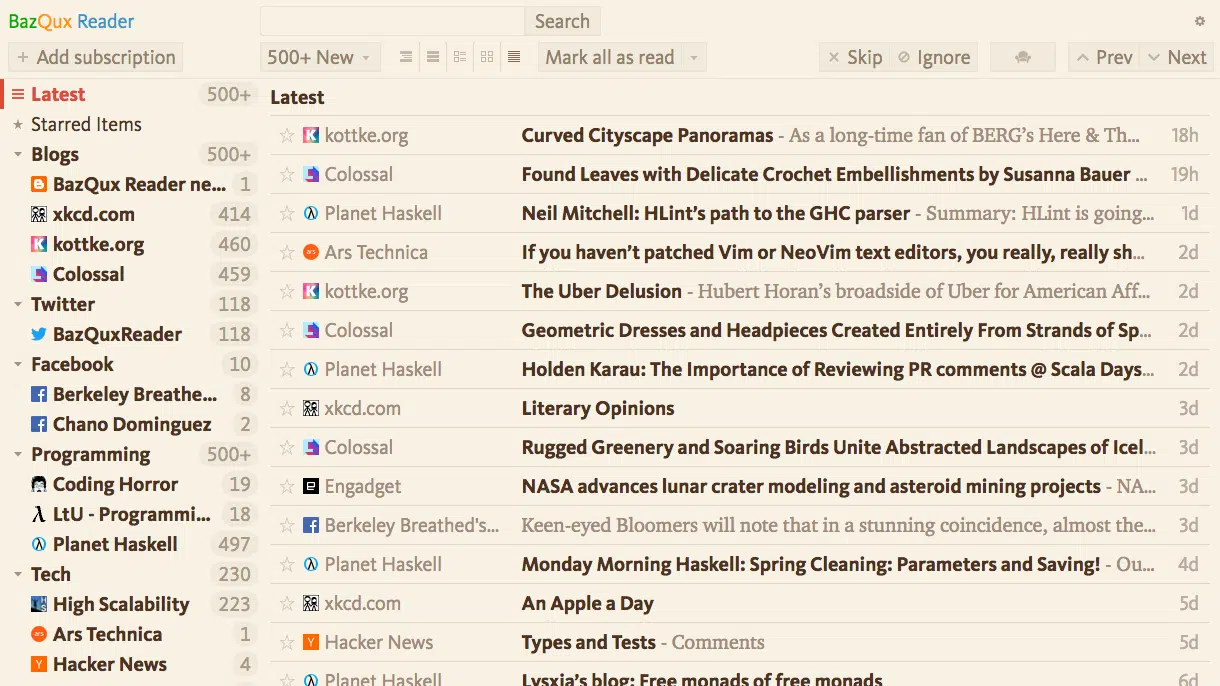 BazQux Reader
Search
+ Add subscription
500+ New
Mark all as read
Skip
Ignore
Prev
Next
Latest 500+
Starred Items
Blogs 500+
BazQux Reader ne... 1
xkcd.com 414
kottke.org 460
Colossal 459
Twitter 118
BazQuxReader 118
Facebook 10
Berkeley Breathe... 8
Chano Dominguez 2
Programming 500+
Coding Horror 19
LtU - Programmi... 18
Planet Haskell 497
Tech 230
High Scalability 223
Ars Technica 1
Hacker News 4
Latest
kottke.org Curved Cityscape Panoramas - As a long-time fan of BERG’s Here & Th... 18h
Colossal Found Leaves with Delicate Crochet Embellishments by Susanna Bauer ... 19h
Planet Haskell Neil Mitchell: HLint’s path to the GHC parser - Summary: HLint is going... 1d
Ars Technica If you haven’t patched Vim or NeoVim text editors, you really, really sh... 2d
kottke.org The Uber Delusion - Hubert Horan’s broadside of Uber for American Aff... 2d
Colossal Geometric Dresses and Headpieces Created Entirely From Strands of Sp... 2d
Planet Haskell Holden Karau: The Importance of Reviewing PR comments @ Scala Days... 2d
xkcd.com Literary Opinions 3d
Colossal Rugged Greenery and Soaring Birds Unite Abstracted Landscapes of Icel... 3d
Engadget NASA advances lunar crater modeling and asteroid mining projects - NA... 3d
Berkeley Breathed's... Keen-eyed Bloomers will note that in a stunning coincidence, almost the... 3d
Planet Haskell Monday Morning Haskell: Spring Cleaning: Parameters and Saving! - Ou... 4d
xkcd.com An Apple a Day 5d
Hacker News Types and Tests - Comments 5d
Planet Haskell Lysxia’s blog: Free monads of free monads 6d